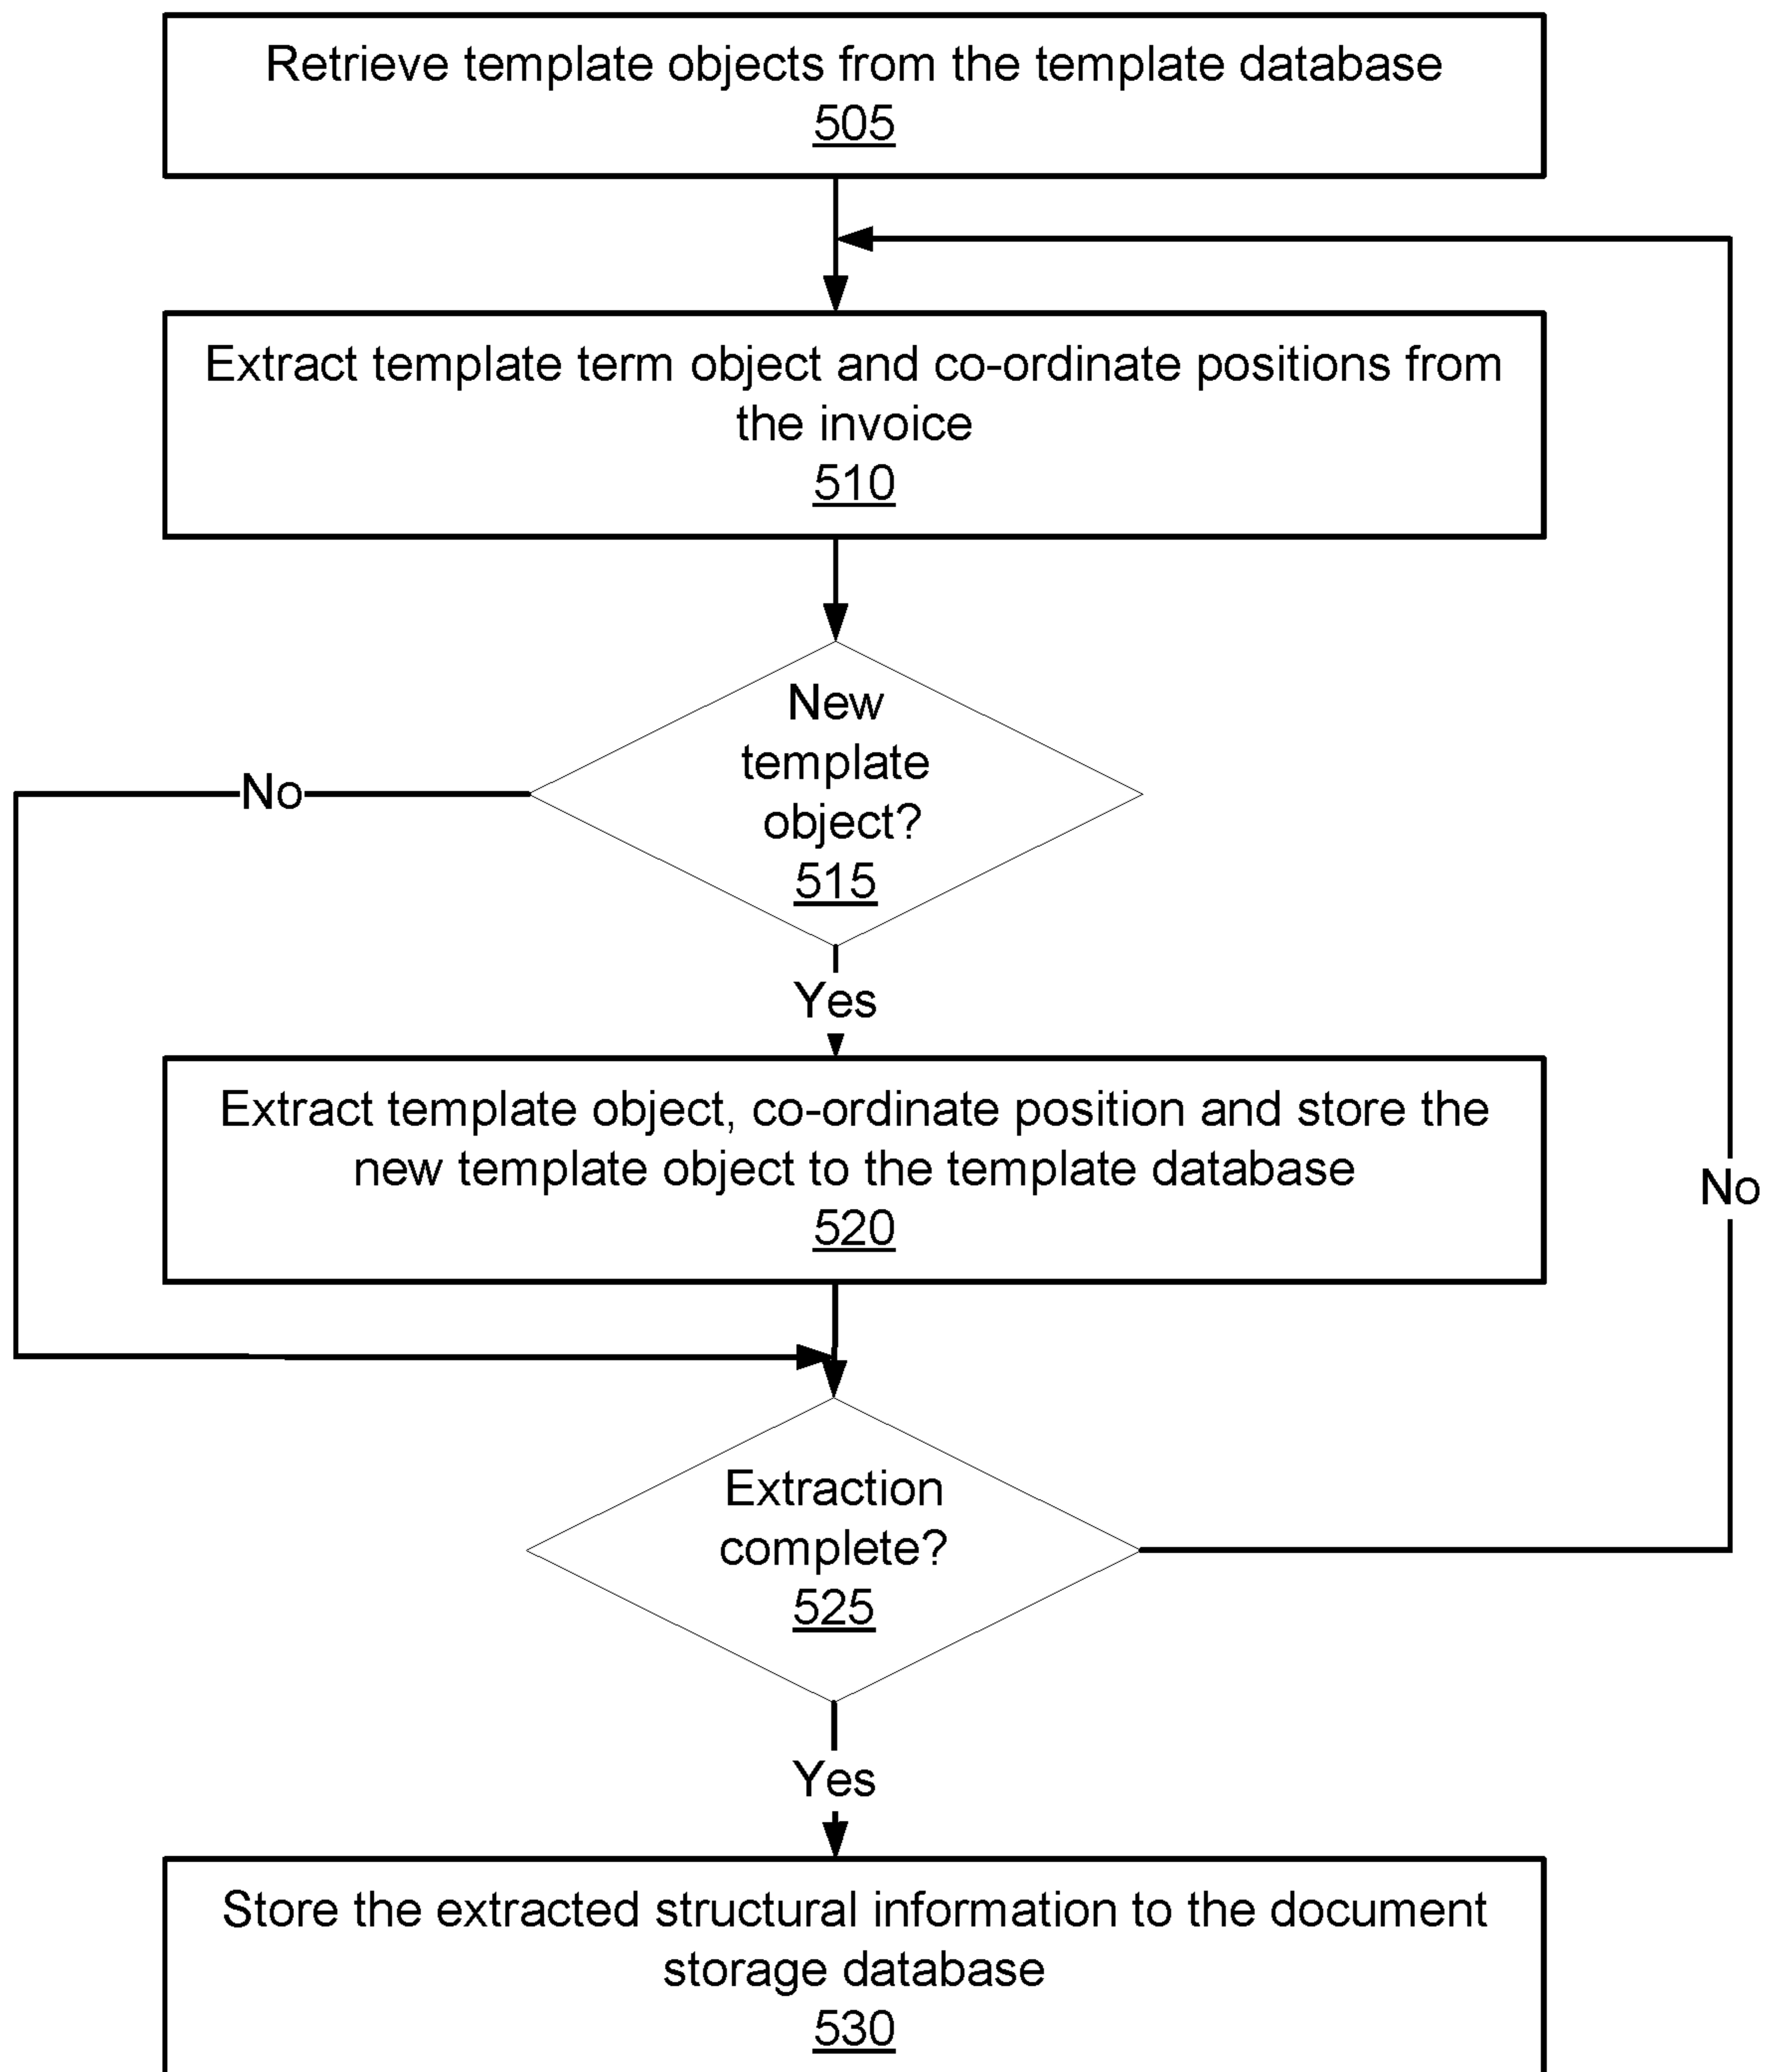 Retrieve template objects from the template database
505
Extract template term object and co-ordinate positions from
the invoice
510
New
template
object?
515
No
Yes
Extract template object, co-ordinate position and store the
new template object to the template database
520
No
Extraction
complete?
525
Yes
Store the extracted structural information to the document
storage database
530